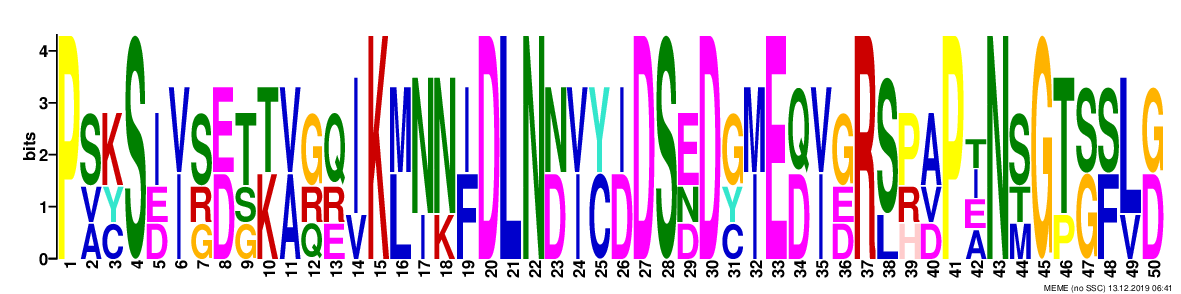 bits
4
3
2
1
0
PSKSIVSETTVGQIKMNNIDLNNVYIDSEDGMEQVGRSPAPTNSGTSSLG
VYEIRDSKARRVLIKFDICDNYIDIELRVITPGFVD
ACDGGQEDCDHDEM
A
1 2 3 4 5 6 7 8 9 10 11 12 13 14 15 16 17 18 19 20 21 22 23 24 25 26 27 28 29 30 31 32 33 34 35 36 37 38 39 40 41 42 43 44 45 46 47 48 49 50
MEME (no SSC) 13.12.2019 06:41